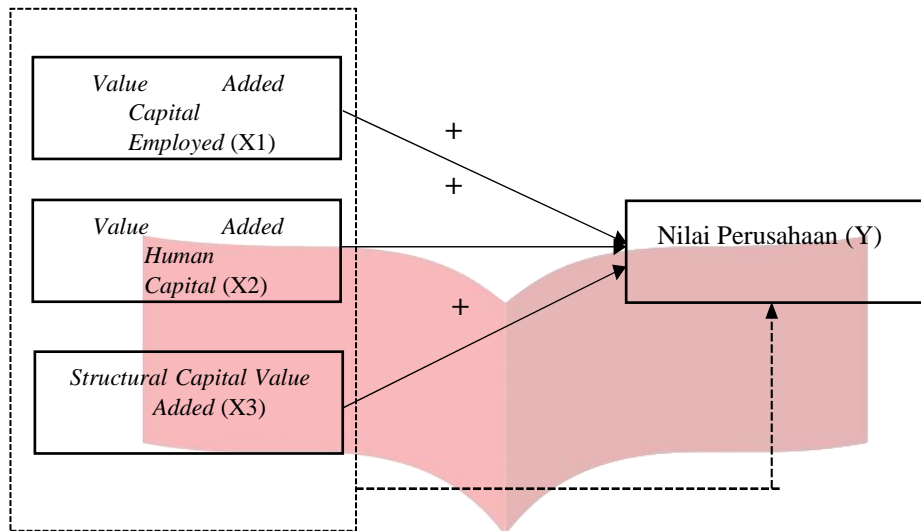 Value Added
Capital
Employed (X1)
+
+
Value Added
Human
Capital (X2)
Nilai Perusahaan (Y)
+
Structural Capital Value
Added (X3)